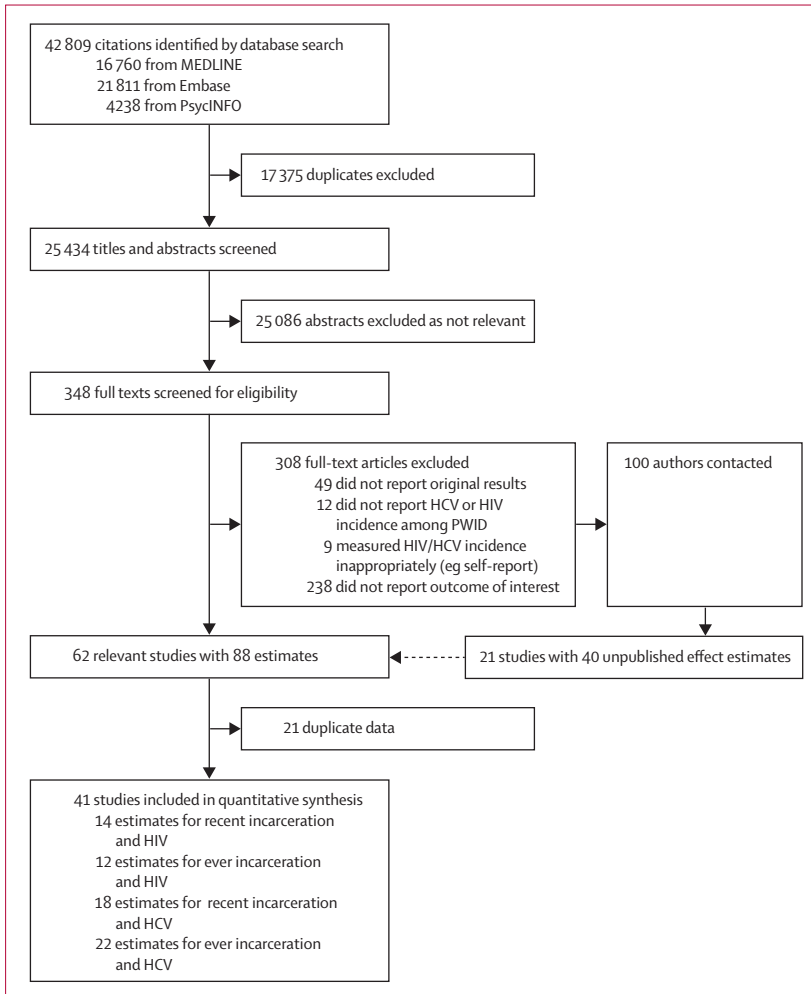 42 809 citations identified by database search
16 760 from MEDLINE
21 811 from Embase
4238 from PsycINFO
17 375 duplicates excluded
25 434 titles and abstracts screened
25 086 abstracts excluded as not relevant
348 full texts screened for eligibility
308 full-text articles excluded
49 did not report original results
12 did not report HCV or HIV
incidence among PWID
9 measured HIV/HCV incidence
inappropriately (eg self-report)
238 did not report outcome of interest
100 authors contacted
62 relevant studies with 88 estimates
21 studies with 40 unpublished effect estimates
21 duplicate data
41 studies included in quantitative synthesis
14 estimates for recent incarceration
and HIV
12 estimates for ever incarceration
and HIV
18 estimates for recent incarceration
and HCV
22 estimates for ever incarceration
and HCV